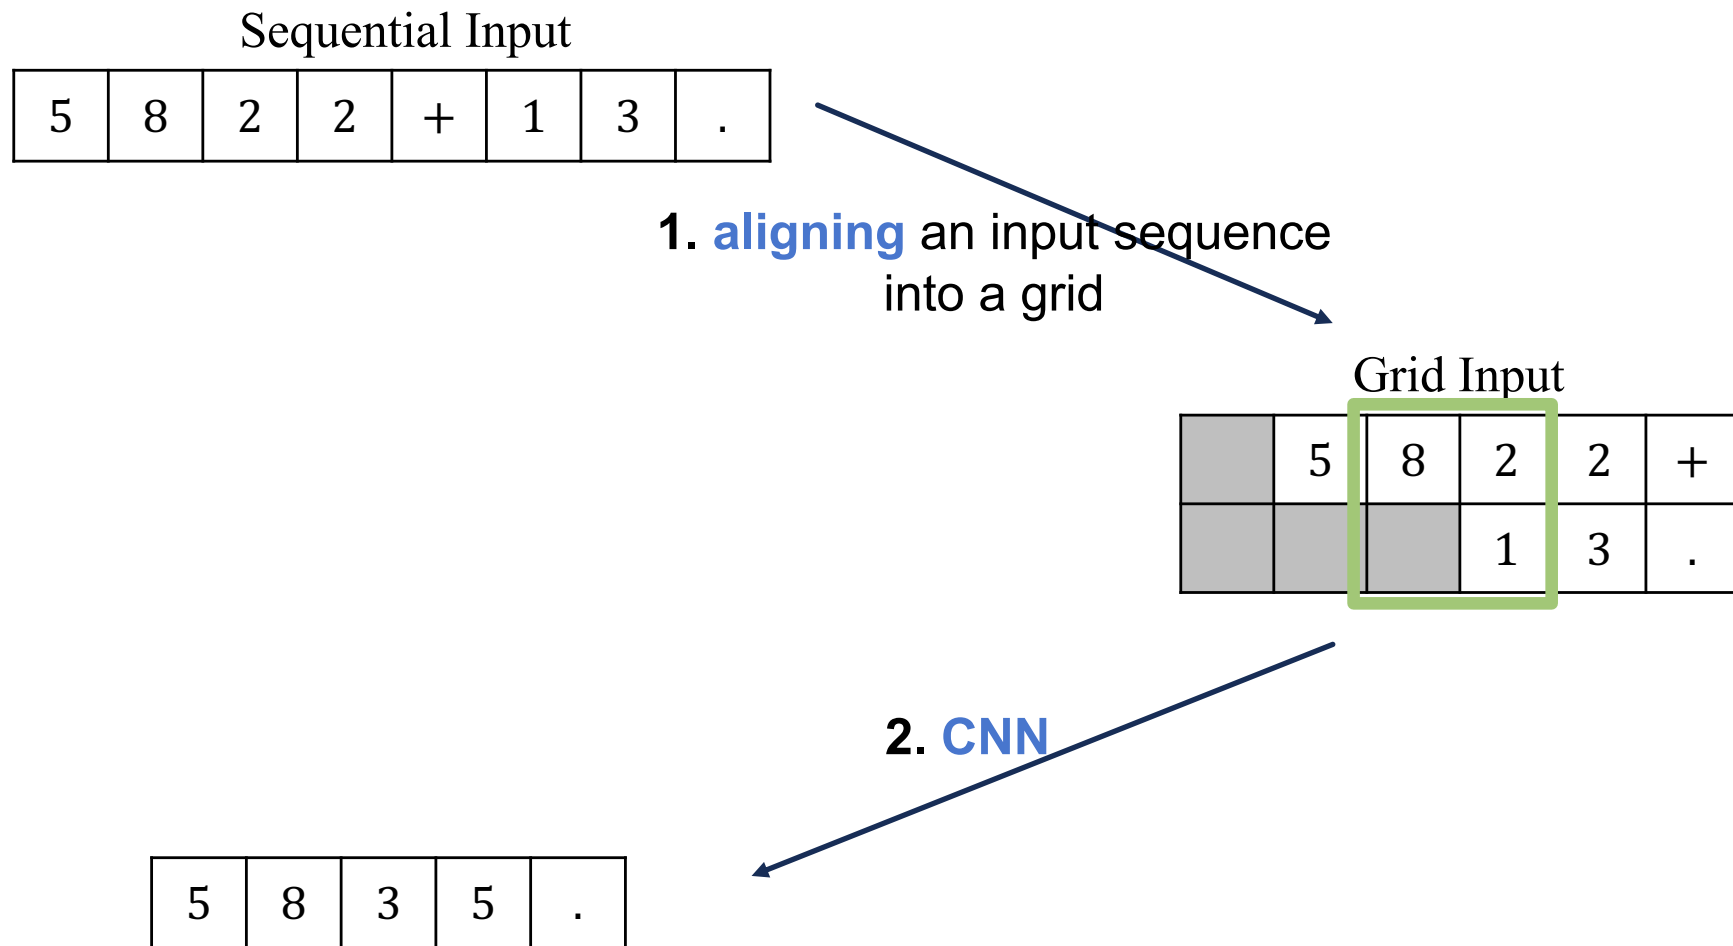 Sequential Input
5 8 2 2 + 1 3 .
1. aligning an input sequence
into a grid
Grid Input
5 8 2 2 +
1 3 .
2. CNN
5 8 3 5 .